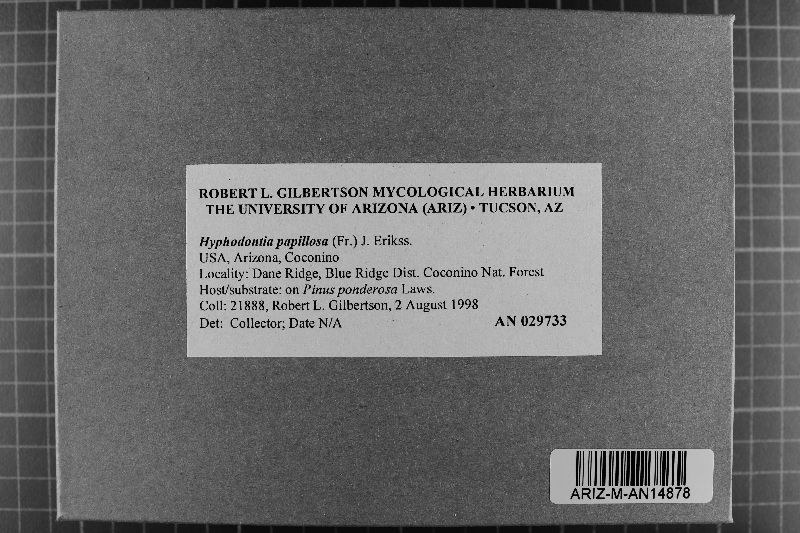 ROBERT L. GILBERTSON MYCOLOGICAL HERBARIUM
THE UNIVERSITY OF ARIZONA (ARIZ) • TUCSON, AZ
Hyphodontia papillosa (Fr.) J. Erikss.
USA, Arizona, Coconino
Locality: Dane Ridge, Blue Ridge Dist. Coconino Nat. Forest
Host/substrate: on Pinus ponderosa Laws.
Coll: 21888, Robert L. Gilbertson, 2 August 1998
Det: Collector; Date N/A AN 029733
ARIZ-M-AN14878